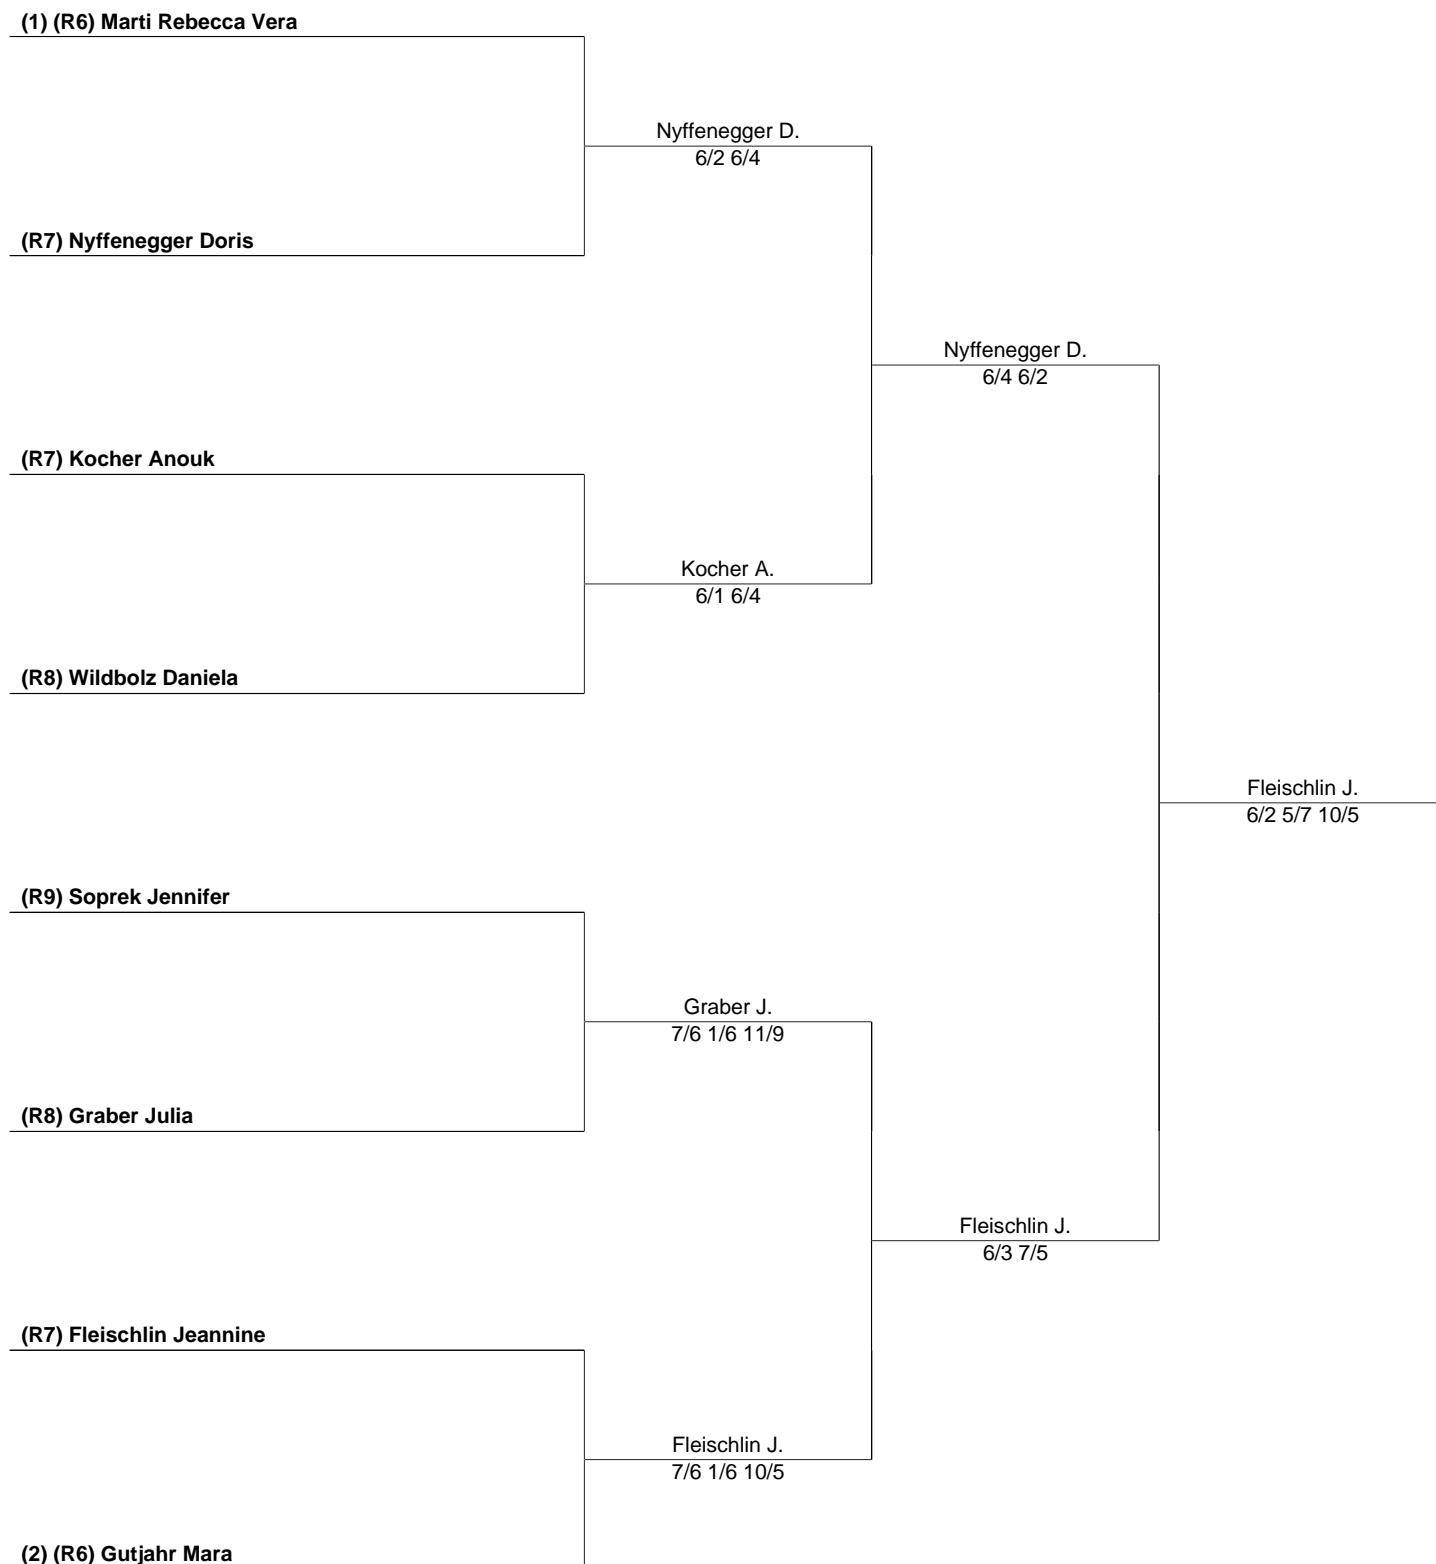 (1) (R6) Marti Rebecca Vera
Nyffenegger D.
6/2 6/4
(R7) Nyffenegger Doris
Nyffenegger D.
6/4 6/2
(R7) Kocher Anouk
Kocher A.
6/1 6/4
(R8) Wildbolz Daniela
Fleischlin J.
6/2 5/7 10/5
(R9) Soprek Jennifer
Graber J.
7/6 1/6 11/9
(R8) Graber Julia
Fleischlin J.
6/3 7/5
(R7) Fleischlin Jeannine
Fleischlin J.
7/6 1/6 10/5
(2) (R6) Gutjahr Mara